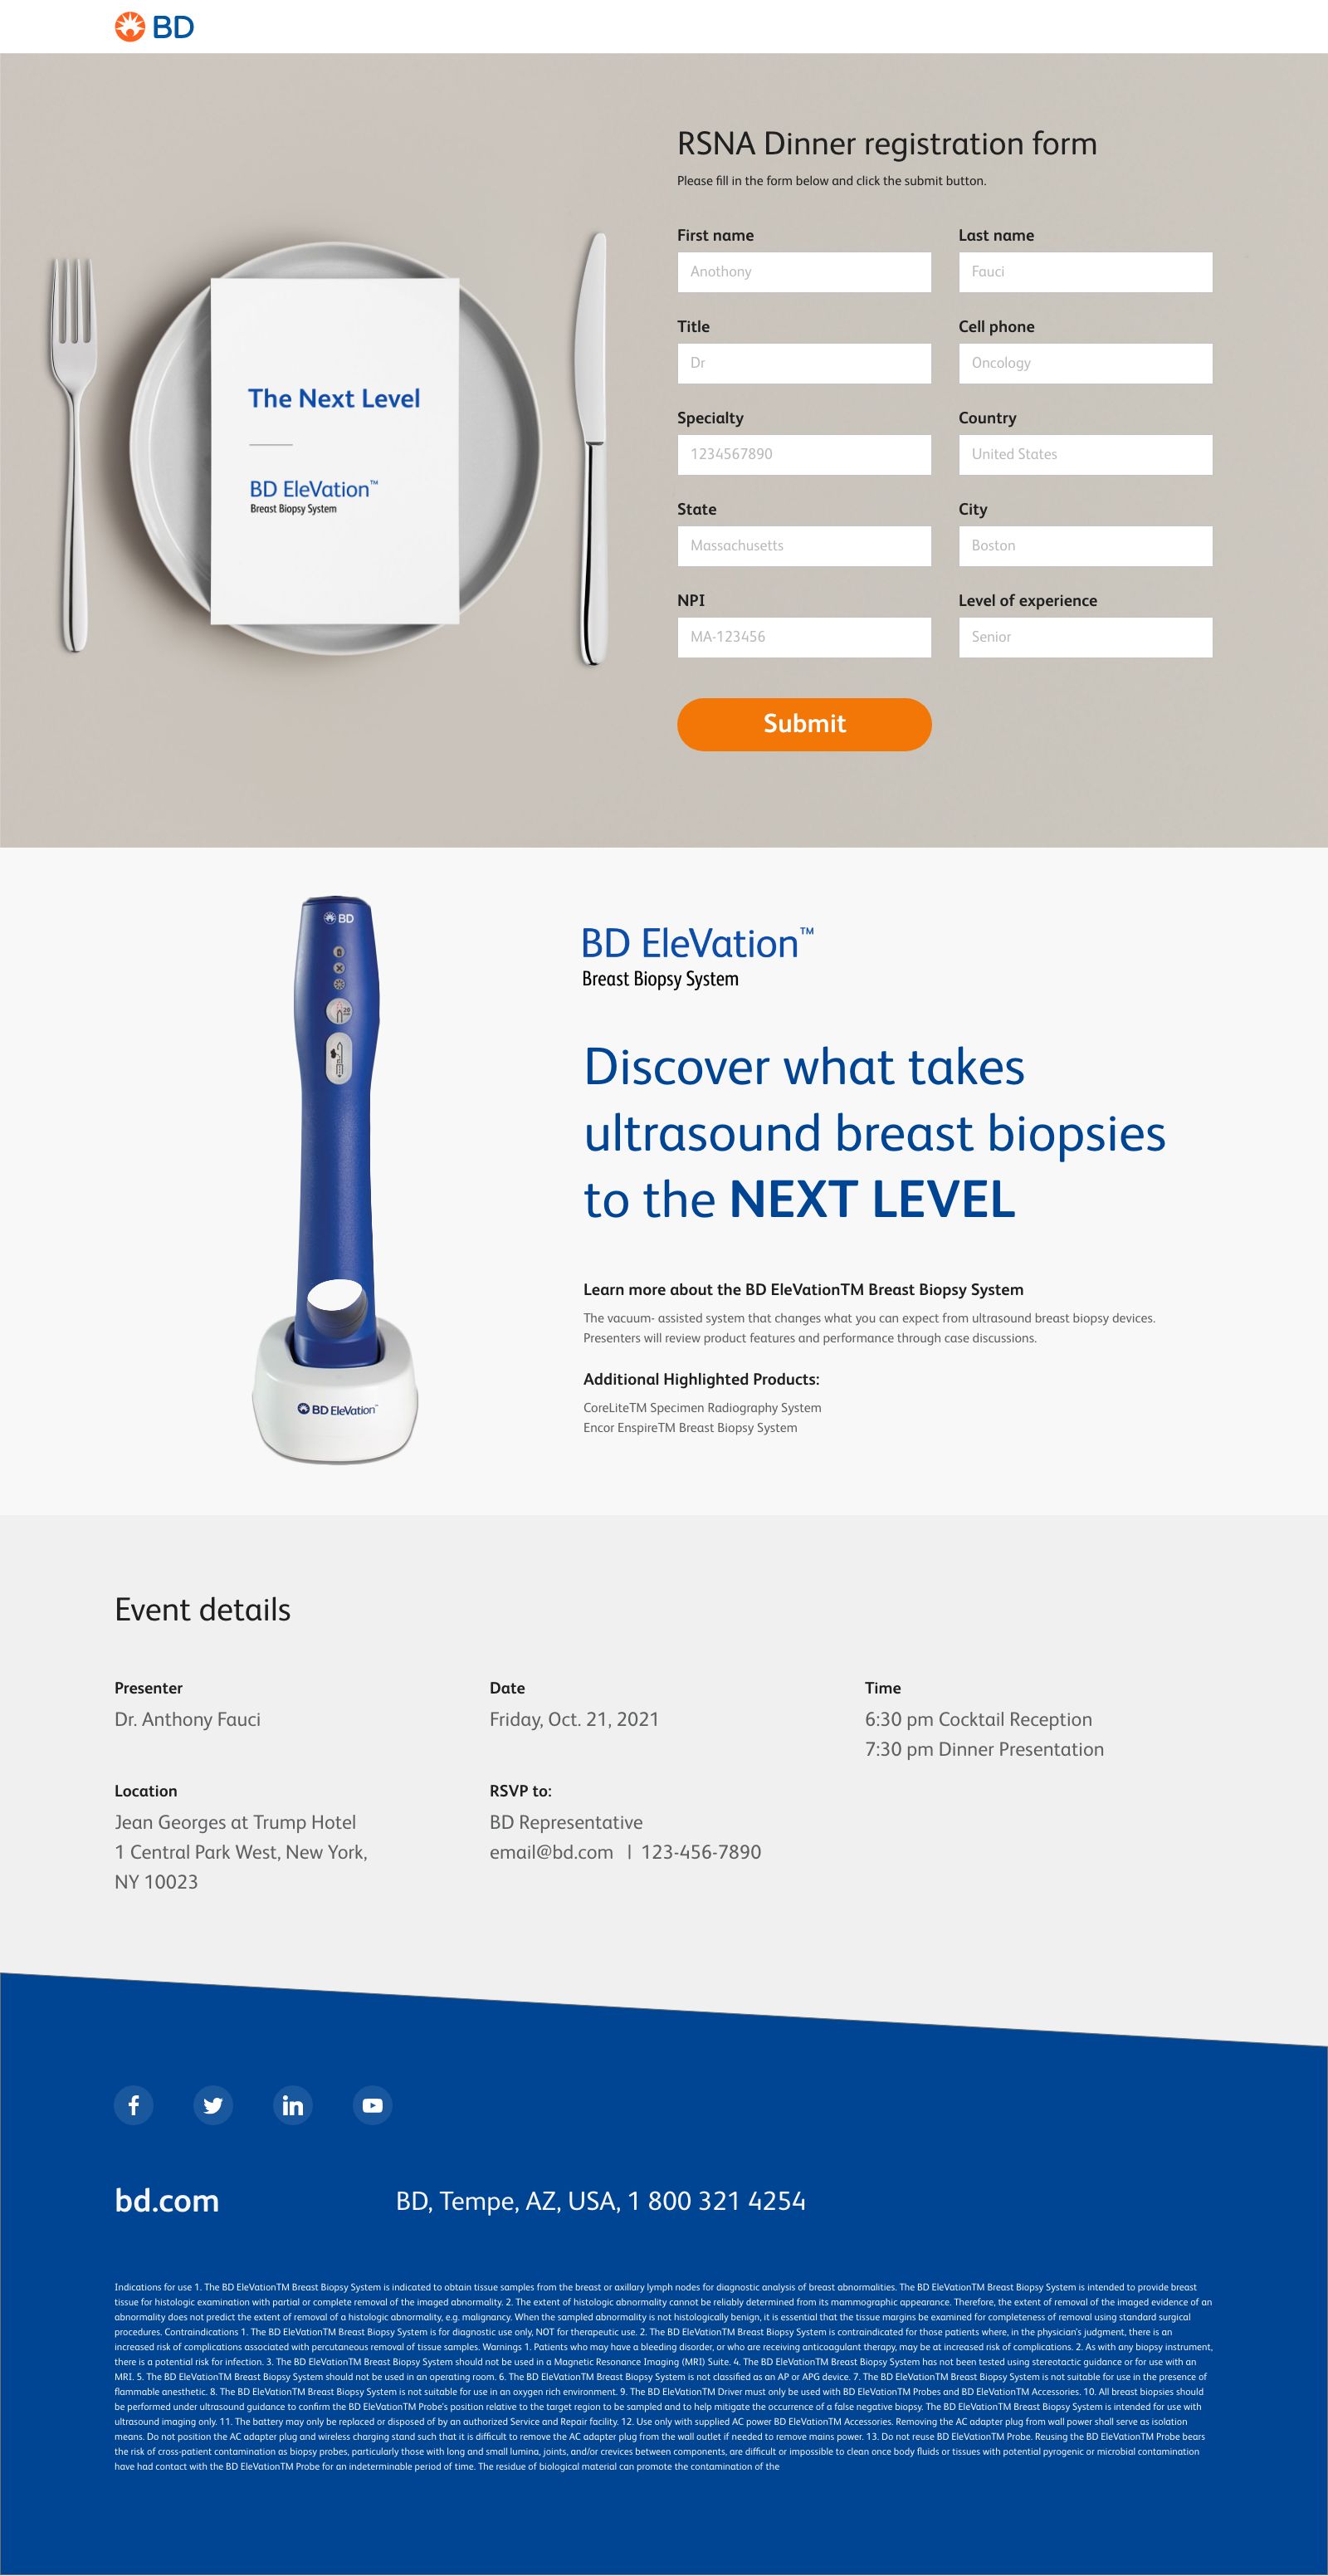 BD
RSNA Dinner registration form
Please fill in the form below and click the submit button.
First name
Last name
Anothony
Fauci
Title
Cell phone
Dr
Oncology
Specialty
Country
1234567890
United States
State
City
Massachusetts
Boston
NPI
Level of experience
MA-123456
Senior
Submit
The Next Level
BD EleVation™
Breast Biopsy System
BD
20
BD EleVation™
BD EleVation™
Breast Biopsy System
Discover what takes
ultrasound breast biopsies
to the NEXT LEVEL
Learn more about the BD EleVationTM Breast Biopsy System
The vacuum- assisted system that changes what you can expect from ultrasound breast biopsy devices.
Presenters will review product features and performance through case discussions.
Additional Highlighted Products:
CoreLiteTM Specimen Radiography System
Encor EnspireTM Breast Biopsy System
Event details
Presenter
Dr. Anthony Fauci
Date
Friday, Oct. 21, 2021
Time
6:30 pm Cocktail Reception
7:30 pm Dinner Presentation
Location
Jean Georges at Trump Hotel
1 Central Park West, New York,
NY 10023
RSVP to:
BD Representative
email@bd.com | 123-456-7890
bd.com
BD, Tempe, AZ, USA, 1 800 321 4254
Indications for use 1. The BD EleVationTM Breast Biopsy System is indicated to obtain tissue samples from the breast or axillary lymph nodes for diagnostic analysis of breast abnormalities. The BD EleVationTM Breast Biopsy System is intended to provide breast
tissue for histologic examination with partial or complete removal of the imaged abnormality. 2. The extent of histologic abnormality cannot be reliably determined from its mammographic appearance. Therefore, the extent of removal of the imaged evidence of an
abnormality does not predict the extent of removal of a histologic abnormality, e.g. malignancy. When the sampled abnormality is not histologically benign, it is essential that the tissue margins be examined for completeness of removal using standard surgical
procedures. Contraindications 1. The BD EleVationTM Breast Biopsy System is for diagnostic use only, NOT for therapeutic use. 2. The BD EleVationTM Breast Biopsy System is contraindicated for those patients where, in the physician's judgment, there is an
increased risk of complications associated with percutaneous removal of tissue samples. Warnings 1. Patients who may have a bleeding disorder, or who are receiving anticoagulant therapy, may be at increased risk of complications. 2. As with any biopsy instrument,
there is a potential risk for infection. 3. The BD EleVationTM Breast Biopsy System should not be used in a Magnetic Resonance Imaging (MRI) Suite. 4. The BD EleVationTM Breast Biopsy System has not been tested using stereotactic guidance or for use with an
MRI. 5. The BD EleVationTM Breast Biopsy System should not be used in an operating room. 6. The BD EleVationTM Breast Biopsy System is not classified as an AP or APG device. 7. The BD EleVationTM Breast Biopsy System is not suitable for use in the presence of
flammable anesthetic. 8. The BD EleVationTM Breast Biopsy System is not suitable for use in an oxygen rich environment. 9. The BD EleVationTM Driver must only be used with BD EleVationTM Probes and BD EleVationTM Accessories. 10. All breast biopsies should
be performed under ultrasound guidance to confirm the BD EleVationTM Probe's position relative to the target region to be sampled and to help mitigate the occurrence of a false negative biopsy. The BD EleVationTM Breast Biopsy System is intended for use with
ultrasound imaging only. 11. The battery may only be replaced or disposed of by an authorized Service and Repair facility. 12. Use only with supplied AC power BD EleVationTM Accessories. Removing the AC adapter plug from wall power shall serve as isolation
means. Do not position the AC adapter plug and wireless charging stand such that it is difficult to remove the AC adapter plug from the wall outlet if needed to remove mains power. 13. Do not reuse BD EleVationTM Probe. Reusing the BD EleVationTM Probe bears
the risk of cross-patient contamination as biopsy probes, particularly those with long and small lumina, joints, and/or crevices between components, are difficult or impossible to clean once body fluids or tissues with potential pyrogenic or microbial contamination
have had contact with the BD EleVationTM Probe for an indeterminable period of time. The residue of biological material can promote the contamination of the